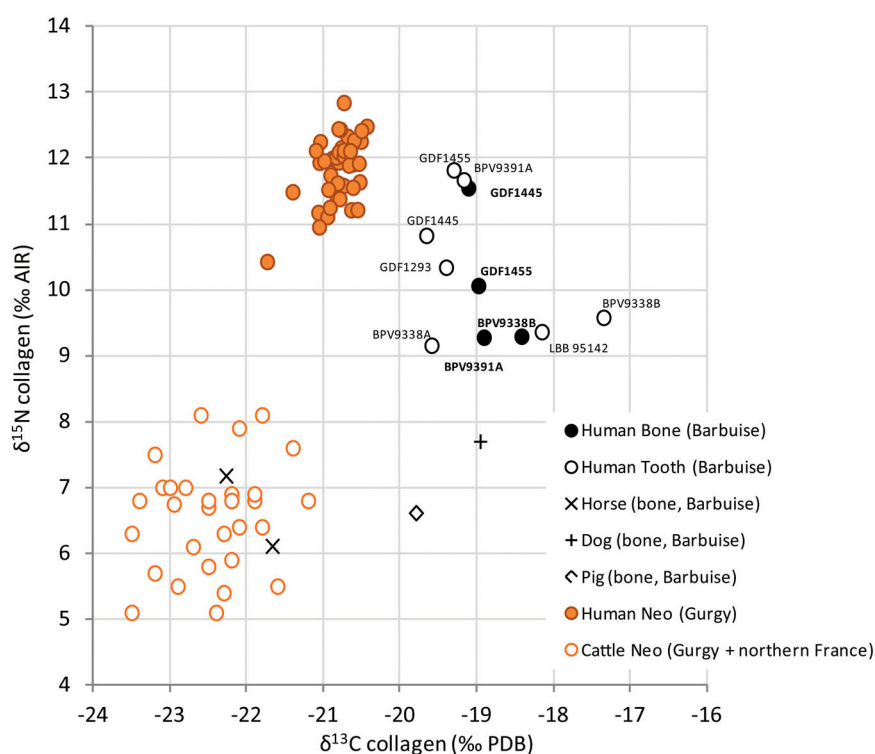 14
13
12
11
10
9
8
7
6
5
4
δ15N collagen (‰ AIR)
GDF1455
BPV9391A
GDF1445
GDF1445
GDF1293
GDF1455
BPV9338B
BPV9338B
BPV9338A
LBB 95142
BPV9391A
Human Bone (Barbuise)
Human Tooth (Barbuise)
Horse (bone, Barbuise)
Dog (bone, Barbuise)
Pig (bone, Barbuise)
Human Neo (Gurgy)
Cattle Neo (Gurgy + northern France)
-24 -23 -22 -21 -20 -19 -18 -17 -16
δ13C collagen (‰ PDB)